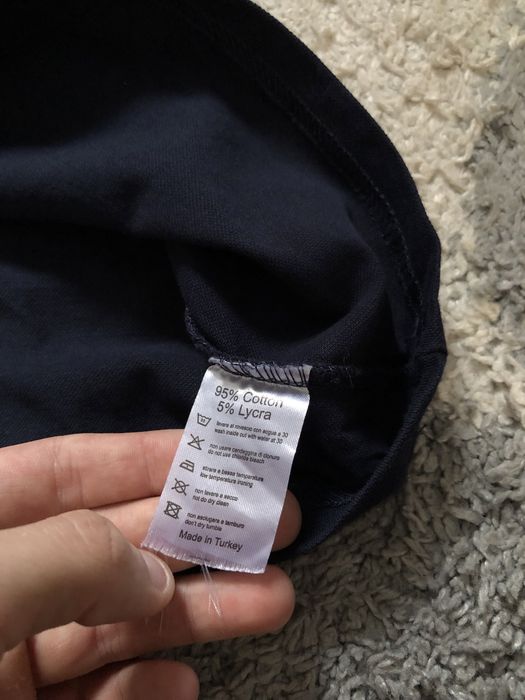 95% Cotton
5% Lycra
lavare al rovescio con acqua a 30
wash inside out with water at 30
non usare candeggina di cloruro
do not use chloride bleach
stirare a bassa temperatura
low temperature ironing
non lavare a secco
not do dry clean
non asciugare a tamburo
don't dry tumble
Made in Turkey